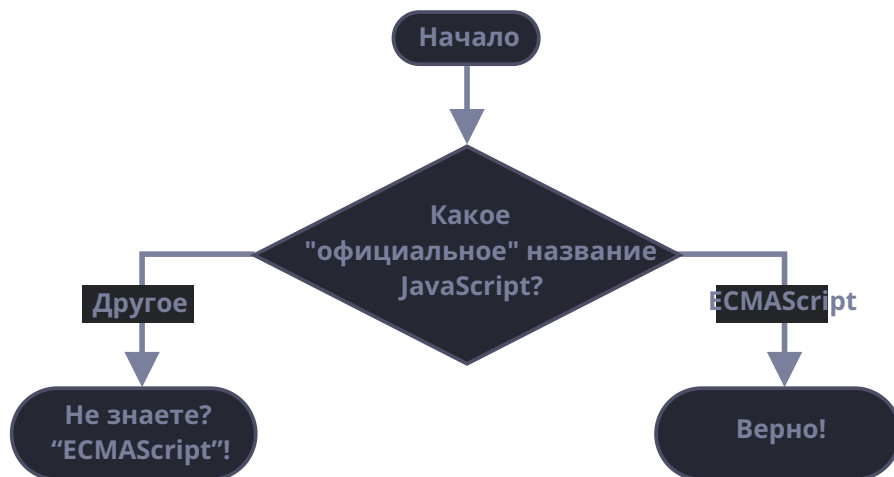 Начало
Какое
"официальное" название
JavaScript?
Другое
ECMAScript
Не знаете?
“ECMAScript”!
Верно!